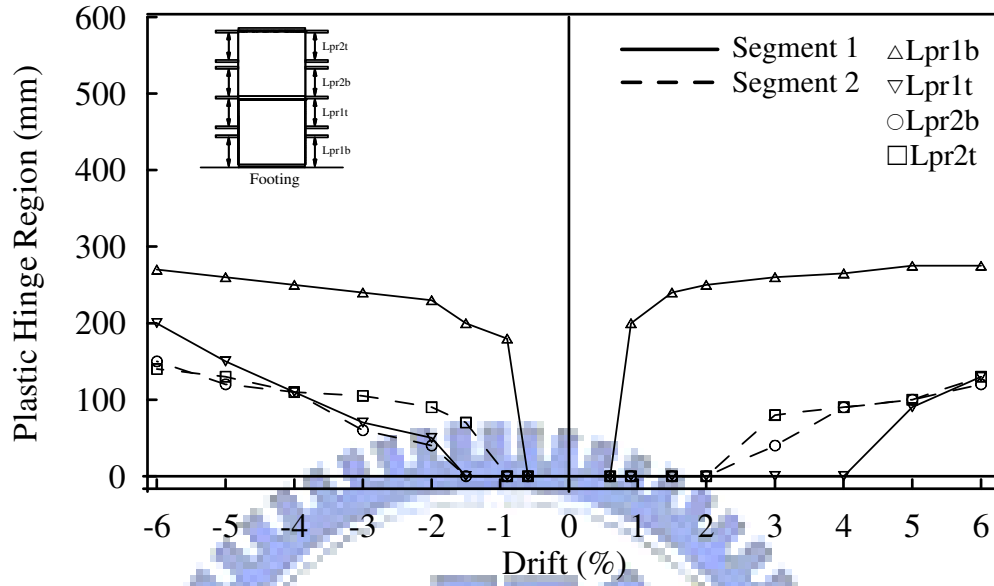 600
500
400
300
200
100
0
Plastic Hinge Region (mm)
Lpr2t
Lpr2b
Lpr1t
Lpr1b
Footing
Segment 1
Segment 2
Lpr1b
Lpr1t
Lpr2b
Lpr2t
-6 -5 -4 -3 -2 -1 0 1 2 3 4 5 6
Drift (%)